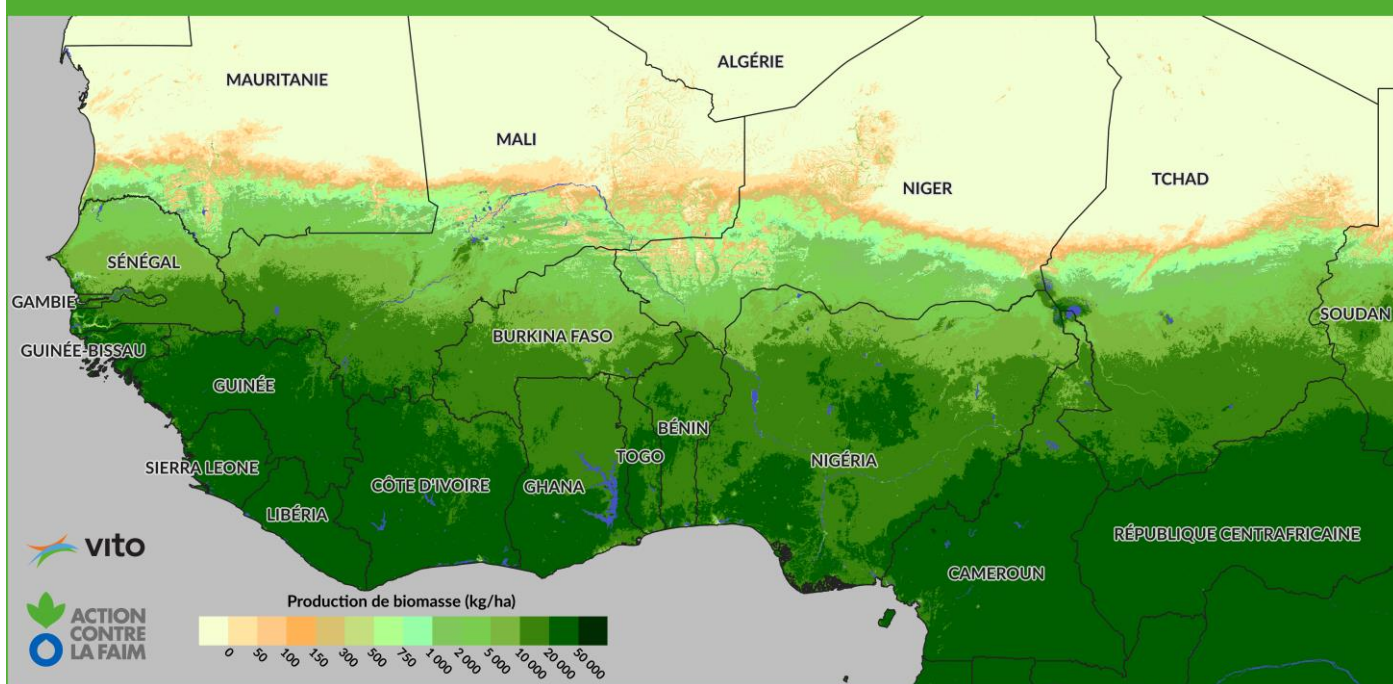 ALGÉRIE
MAURITANIE
MALI
NIGER
TCHAD
SÉNÉGAL
GAMBIE
SOUDAN
BURKINA FASO
GUINÉE-BISSAU
GUINÉE
BÉNIN
TOGO
NIGÉRIA
SIERRA LEONE
CÔTE D'IVOIRE
GHANA
LIBÉRIA
RÉPUBLIQUE CENTRAFRICAINE
CAMEROUN
vito
ACTION
CONTRE
LA FAIM
Production de biomasse (kg/ha)
0 50 100 150 300 500 750 1 000 2 000 5 000 10 000 20 000 50 000